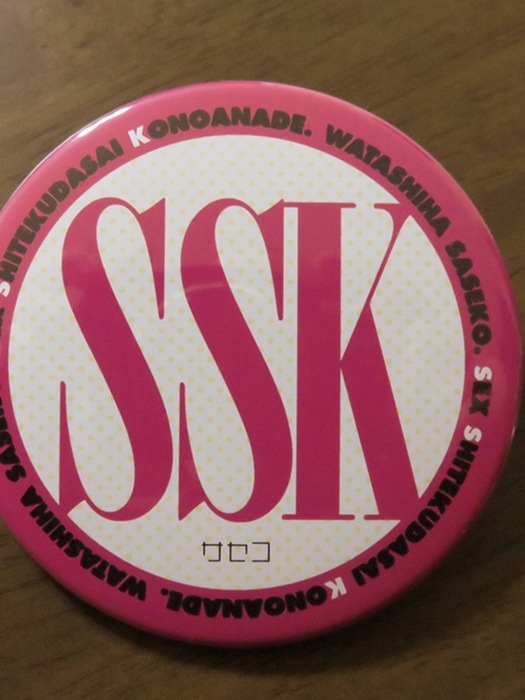 SSK
サセコ
WATASHIHA SASEKO. SEX SHITEKUDASAI KONOANADE. WATASHIHA SASEKO. SEX SHITEKUDASAI KONOANADE.